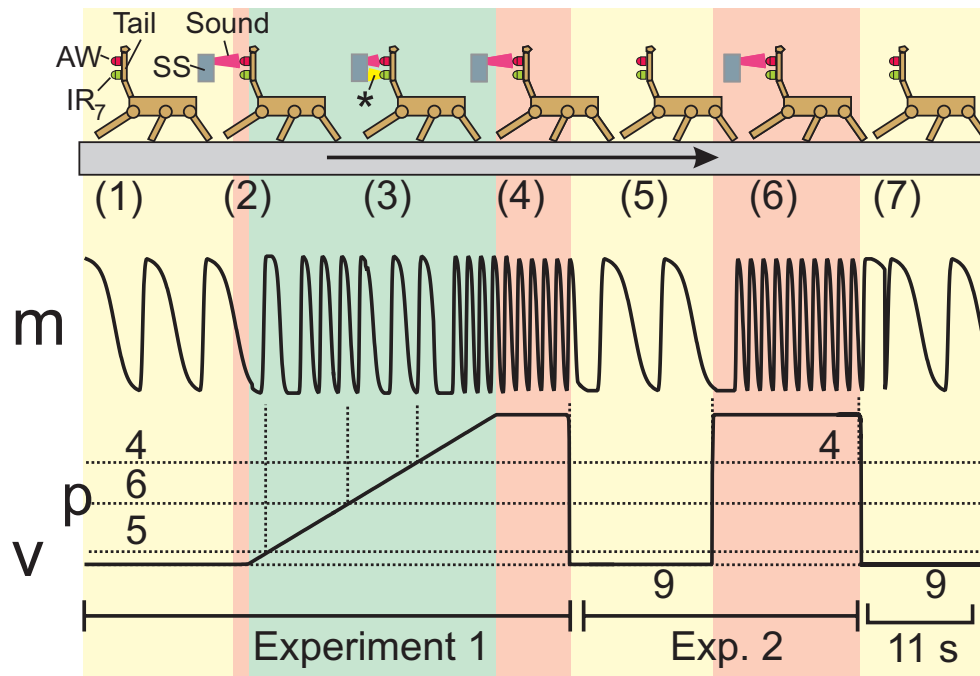 Tail Sound
AW
SS
IR7
*
(1) (2) (3) (4) (5) (6) (7)
m
4
4
6
p
5
v
9
9
Experiment 1
Exp. 2
11 s